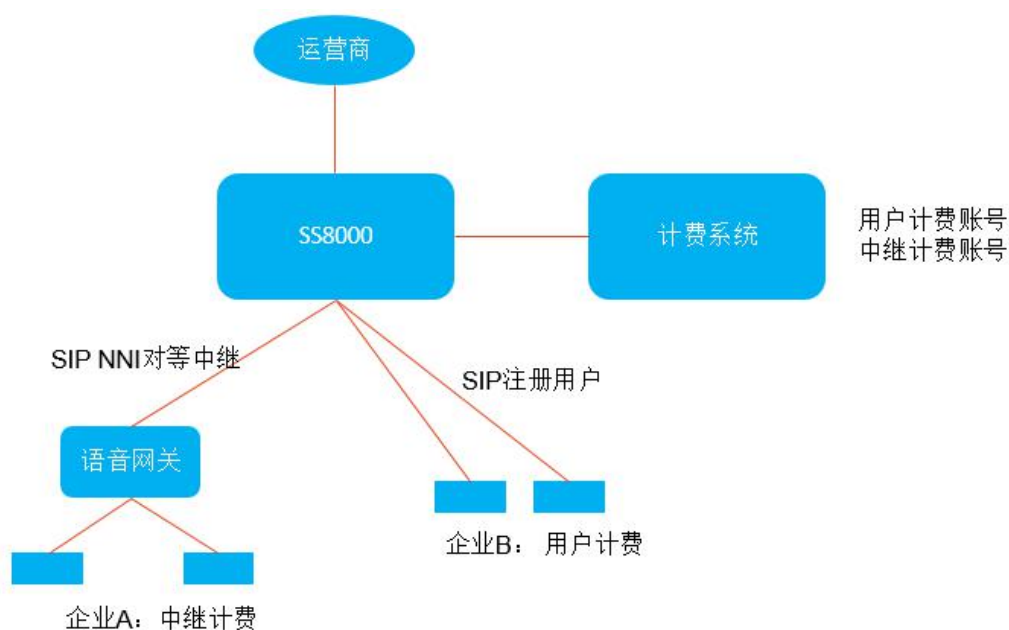 运营商
SS8000
计费系统
用户计费账号
中继计费账号
SIP NNI对等中继
SIP注册用户
语音网关
企业B： 用户计费
企业A：中继计费